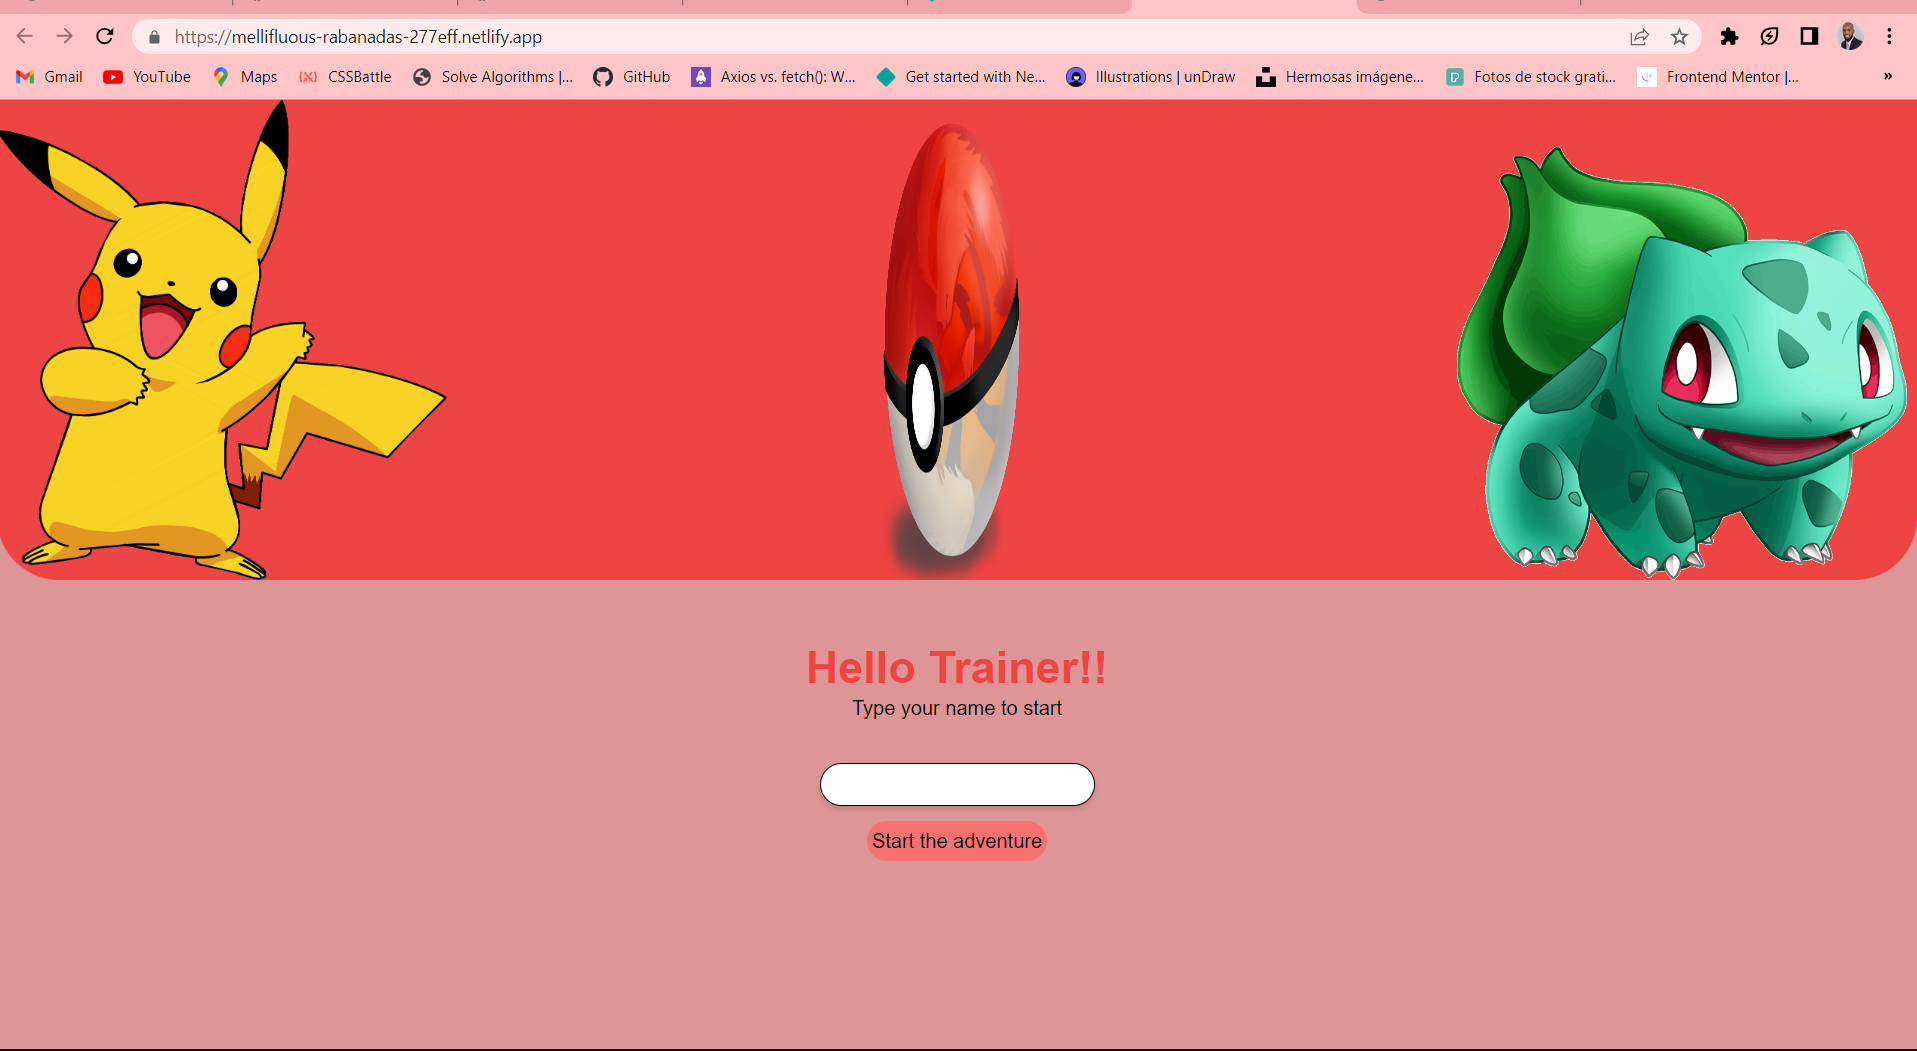 https://mellifluous-rabanadas-277eff.netlify.app
Gmail YouTube Maps CSSBattle Solve Algorithms |... GitHub Axios vs. fetch(): W... Get started with Ne... Illustrations | unDraw Hermosas imágene... Fotos de stock grati... Frontend Mentor |... »
Hello Trainer!!
Type your name to start
Start the adventure